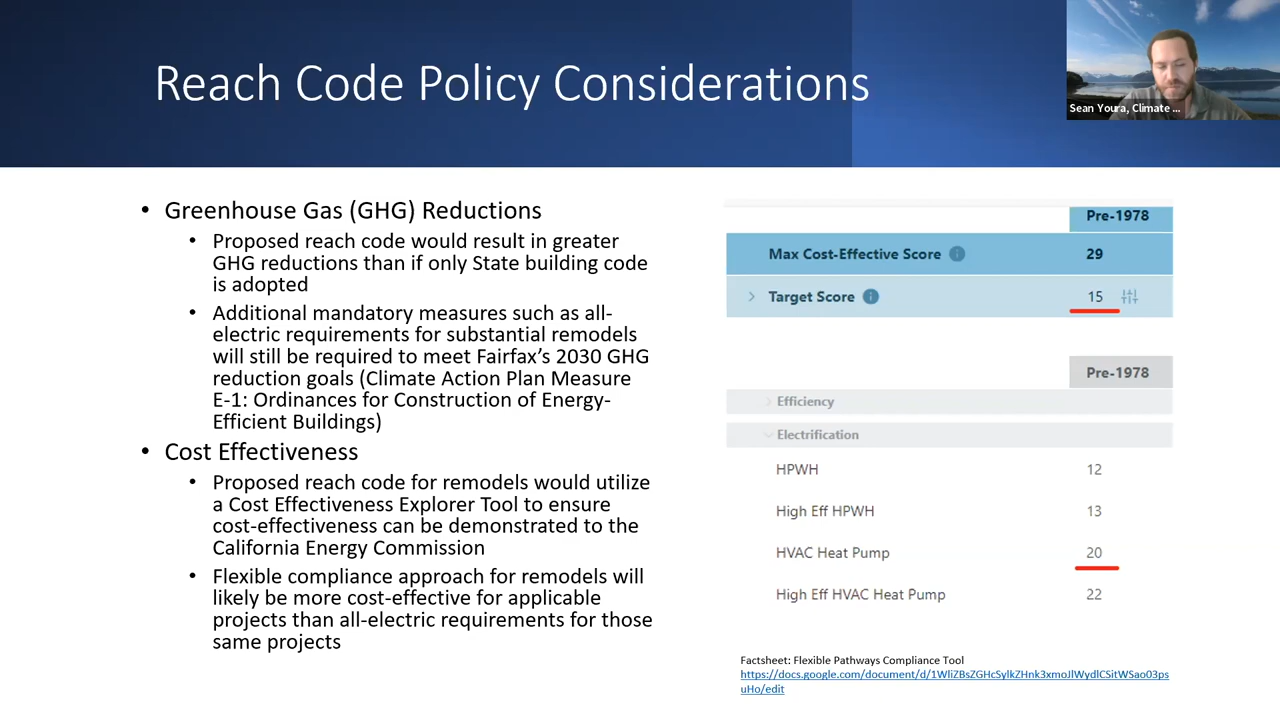 Reach Code Policy Considerations
Sean Youra, Climate ...
• Greenhouse Gas (GHG) Reductions
• Proposed reach code would result in greater
GHG reductions than if only State building code
is adopted
• Additional mandatory measures such as all-
electric requirements for substantial remodels
will still be required to meet Fairfax's 2030 GHG
reduction goals (Climate Action Plan Measure
E-1: Ordinances for Construction of Energy-
Efficient Buildings)
• Cost Effectiveness
• Proposed reach code for remodels would utilize
a Cost Effectiveness Explorer Tool to ensure
cost-effectiveness can be demonstrated to the
California Energy Commission
• Flexible compliance approach for remodels will
likely be more cost-effective for applicable
projects than all-electric requirements for those
same projects
Pre-1978
Max Cost-Effective Score 29
Target Score 15
Pre-1978
Efficiency
Electrification
HPWH 12
High Eff HPWH 13
HVAC Heat Pump 20
High Eff HVAC Heat Pump 22
Factsheet: Flexible Pathways Compliance Tool
https://docs.google.com/document/d/1WliZBsZGHcSylkZHnk3xmoJlWydlCSitWSao03ps
uHo/edit